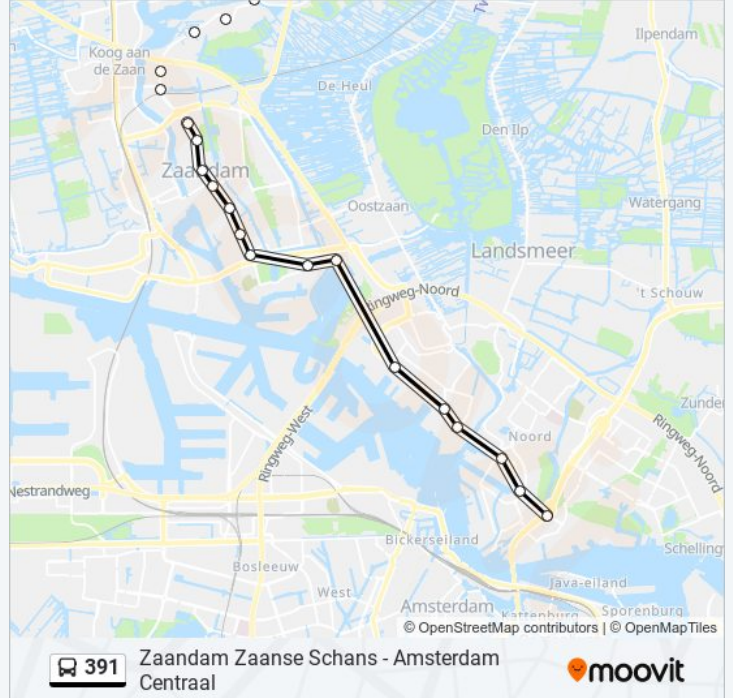 Tw
Ilpendam
Koog aan
de Zaan
De Heul
Den Ilp
Zaandam
Oostzaan
Watergang
Landsmeer
't Schouw
Ringweg-Noord
Zunder
Ringweg-West
Noord
Ringweg-Noord
Nestrandweg
Bickerseiland
Schelling
Bosleeuw
Java-eiland
West
Amsterdam
Kattenburg
Sporenburg
© OpenStreetMap contributors | © OpenMapTiles
391
Zaandam Zaanse Schans - Amsterdam
Centraal
moovit